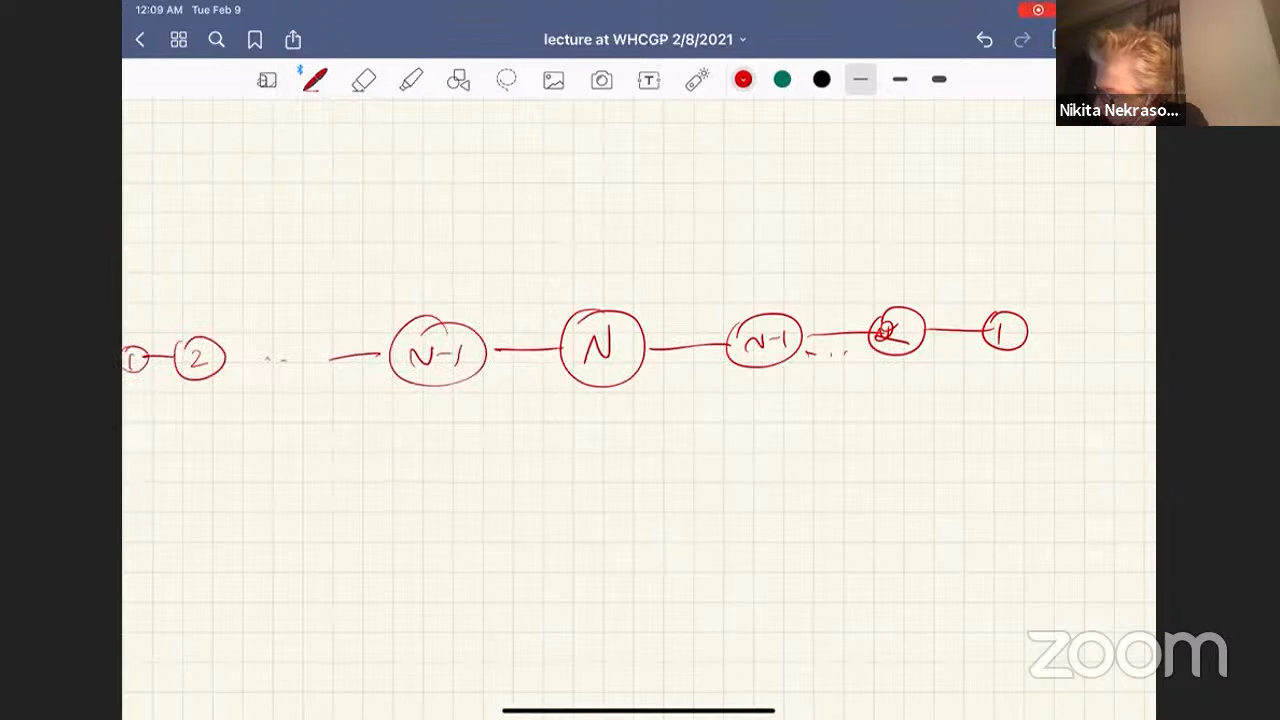 12:09 AM Tue Feb 9
lecture at WHCGP 2/8/2021
T
Nikita Nekraso...
1 2 ... N-1 N N-1 ... 2 1
zoom